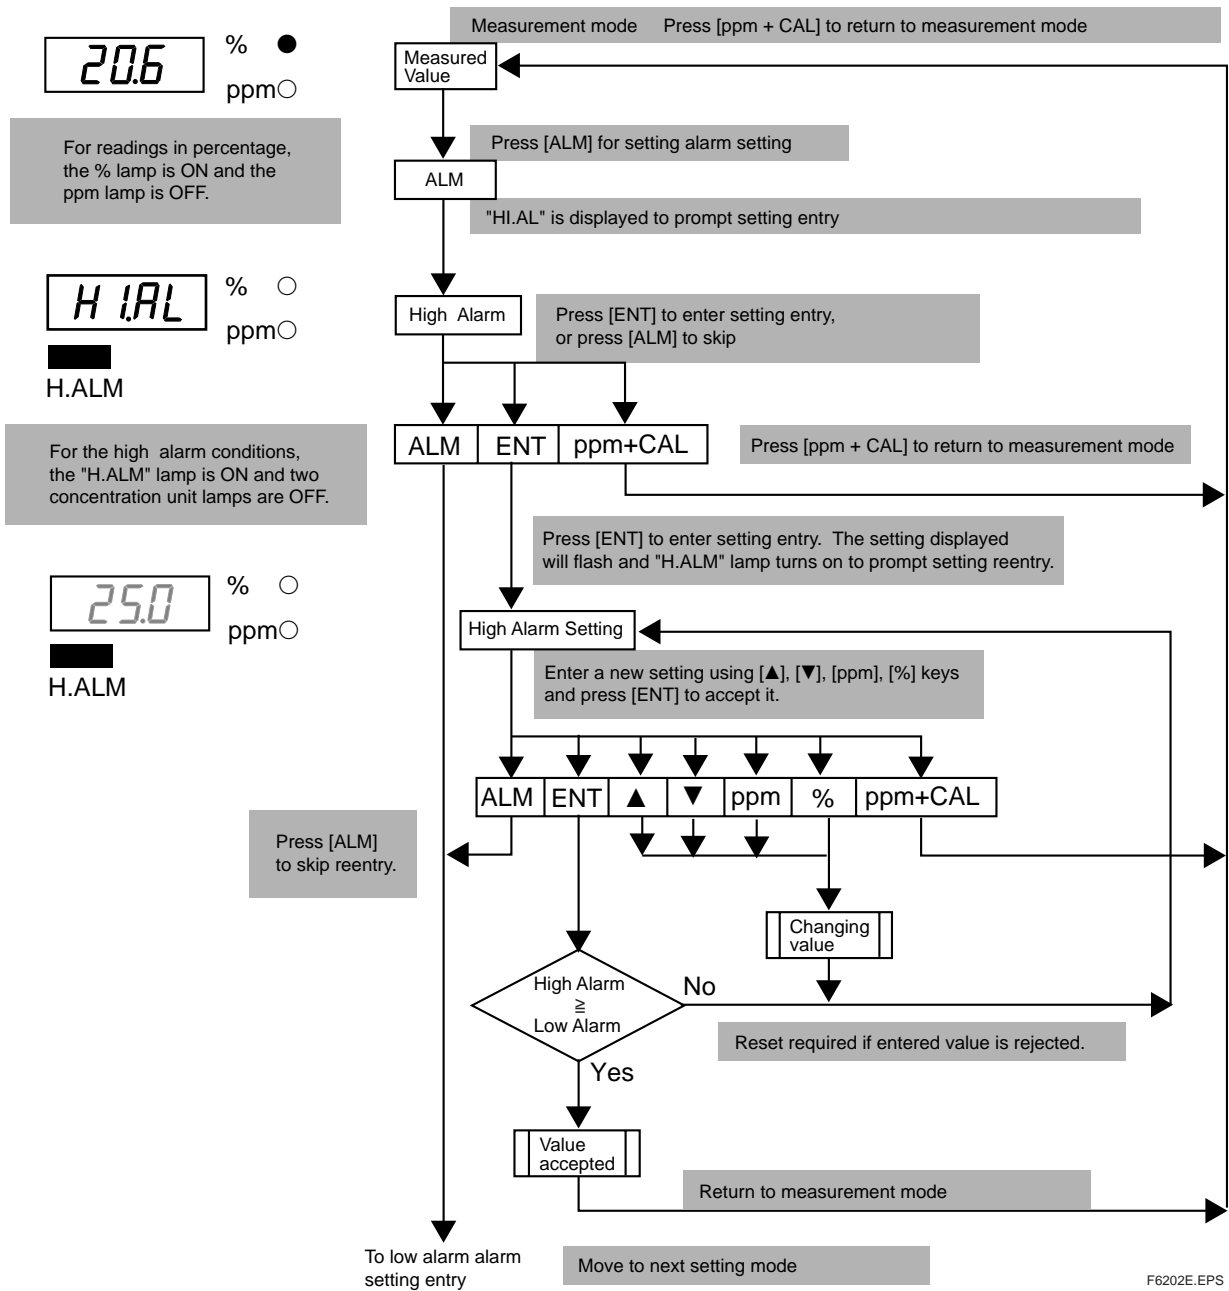 Measurement mode Press [ppm + CAL] to return to measurement mode
20.6
%
ppm
Measured
Value
For readings in percentage,
the % lamp is ON and the
ppm lamp is OFF.
Press [ALM] for setting alarm setting
ALM
"HI.AL" is displayed to prompt setting entry
HI.AL
%
ppm
H.ALM
High Alarm
Press [ENT] to enter setting entry,
or press [ALM] to skip
ALM ENT ppm+CAL
Press [ppm + CAL] to return to measurement mode
For the high alarm conditions,
the "H.ALM" lamp is ON and two
concentration unit lamps are OFF.
Press [ENT] to enter setting entry. The setting displayed
will flash and "H.ALM" lamp turns on to prompt setting reentry.
25.0
%
ppm
H.ALM
High Alarm Setting
Enter a new setting using [▲], [▼], [ppm], [%] keys
and press [ENT] to accept it.
ALM ENT ▲ ▼ ppm % ppm+CAL
Press [ALM]
to skip reentry.
Changing
value
High Alarm
≧
Low Alarm
No
Reset required if entered value is rejected.
Yes
Value
accepted
Return to measurement mode
To low alarm alarm
setting entry
Move to next setting mode
F6202E.EPS